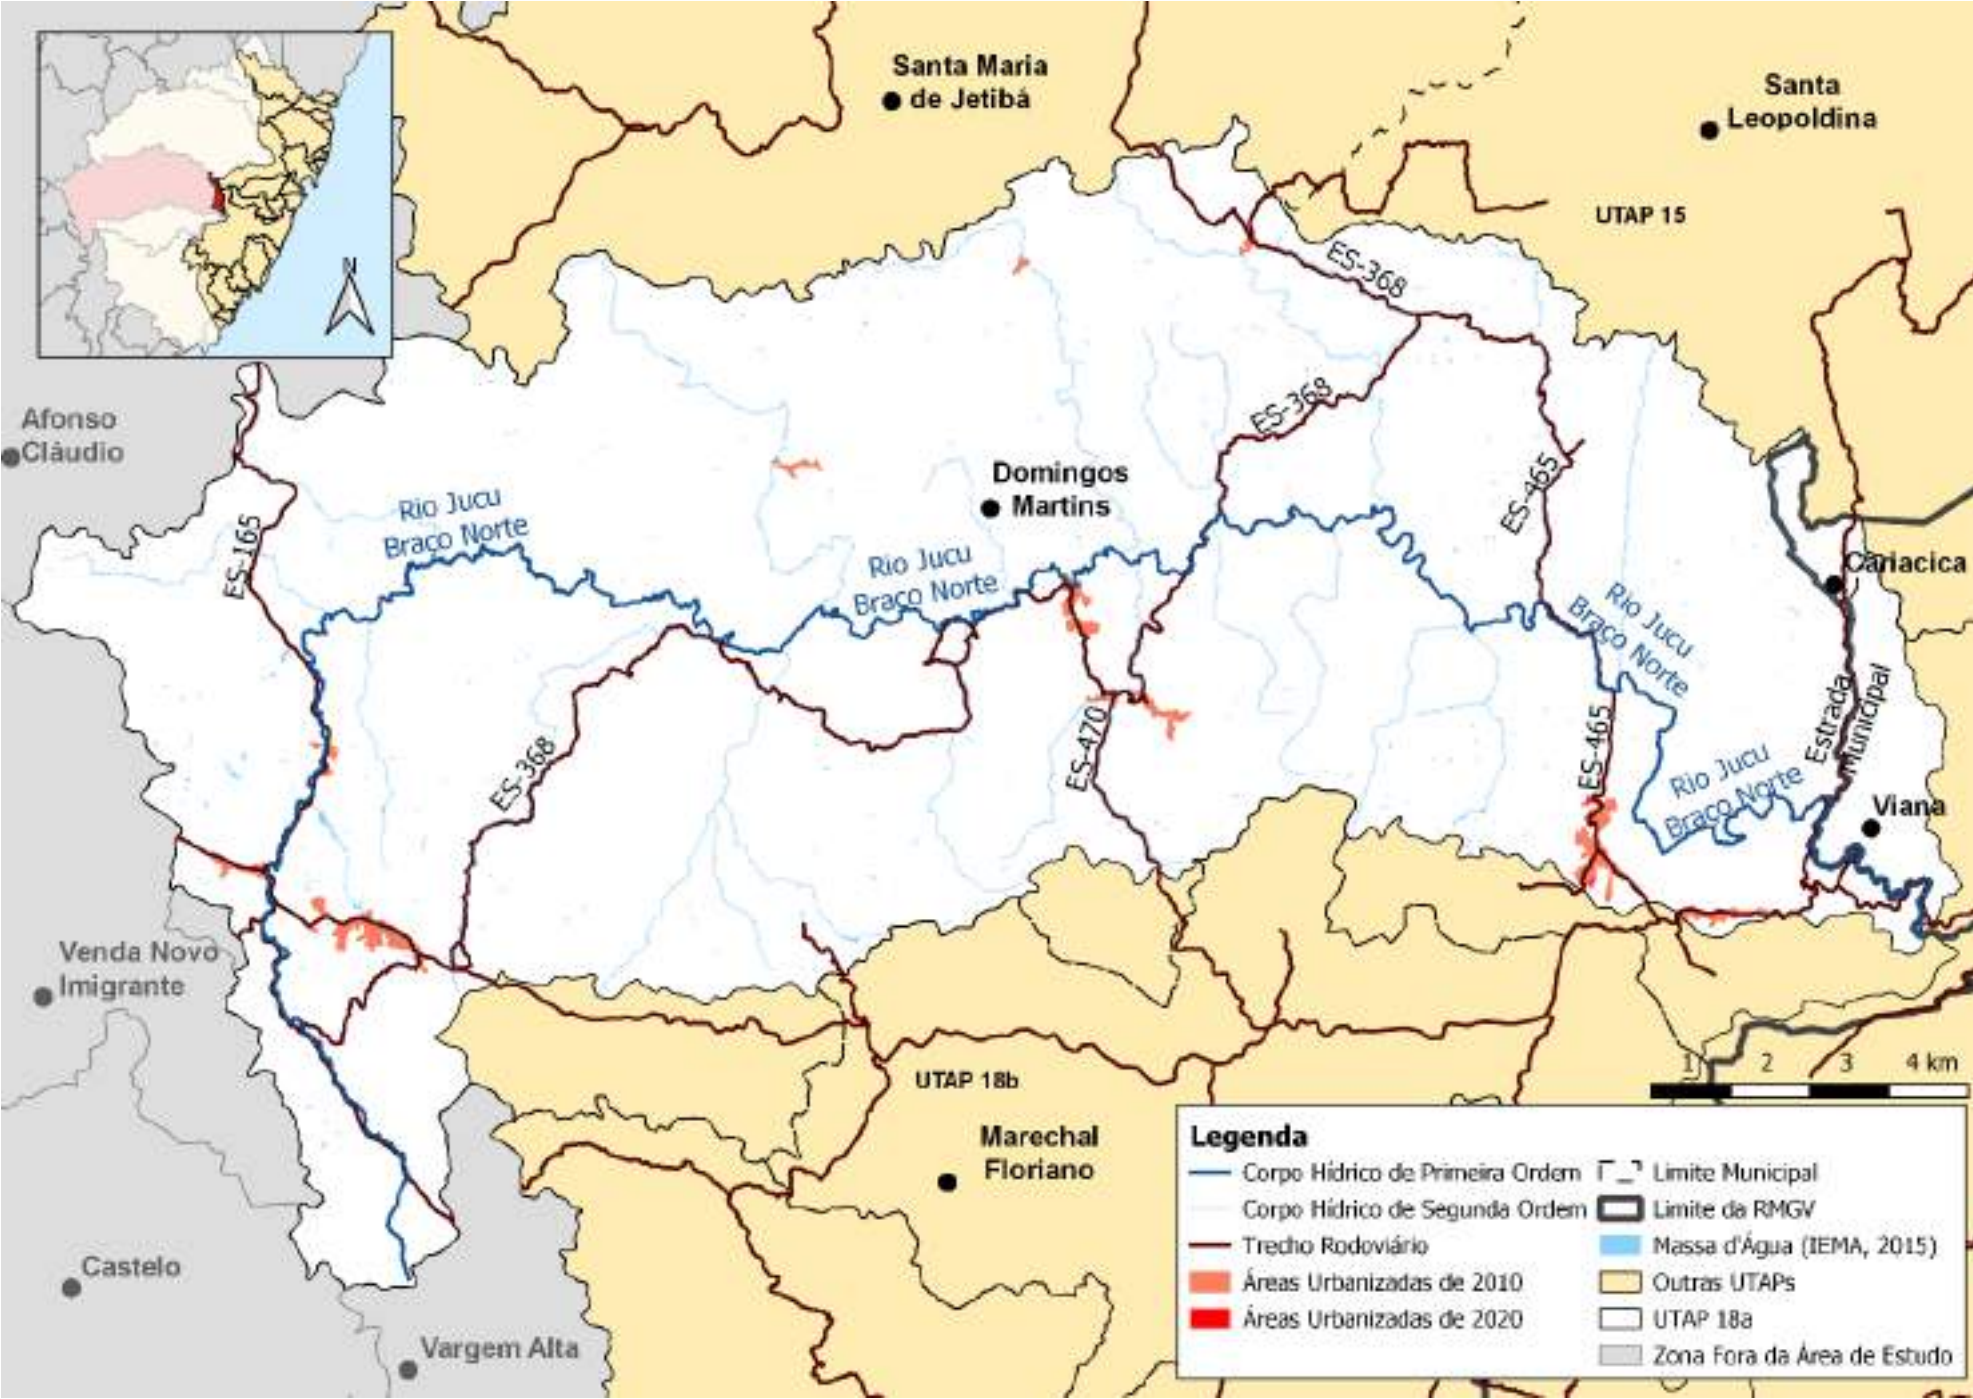 Santa Maria
de Jetibá
Santa
Leopoldina
UTAP 15
N
ES-368
Afonso
Cláudio
ES-368
ES-465
Domingos
Martins
Rio Jucu
Braço Norte
ES-165
Rio Jucu
Braço Norte
Cariacica
Rio Jucu
Braço Norte
Estrada
Municipal
ES-368
ES-470
ES-465
Rio Jucu
Braço Norte
Viana
Venda Novo
Imigrante
UTAP 18b
1 2 3 4 km
Marechal
Floriano
Castelo
Vargem Alta
Legenda
Corpo Hídrico de Primeira Ordem
Corpo Hídrico de Segunda Ordem
Trecho Rodoviário
Áreas Urbanizadas de 2010
Áreas Urbanizadas de 2020
Limite Municipal
Limite da RMGV
Massa d'Água (IEMA, 2015)
Outras UTAPs
UTAP 18a
Zona Fora da Área de Estudo